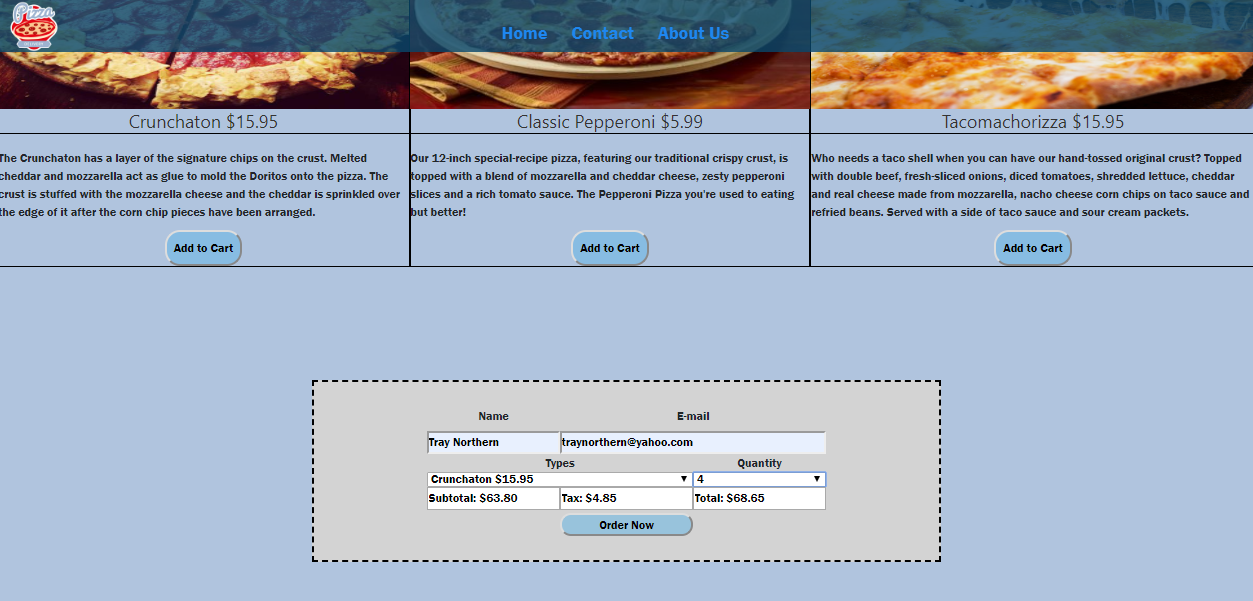 Pizza
Home Contact About Us
Crunchaton $15.95
The Crunchaton has a layer of the signature chips on the crust. Melted
cheddar and mozzarella act as glue to mold the Doritos onto the pizza. The
crust is stuffed with the mozzarella cheese and the cheddar is sprinkled over
the edge of it after the corn chip pieces have been arranged.
Add to Cart
Classic Pepperoni $5.99
Our 12-inch special-recipe pizza, featuring our traditional crispy crust, is
topped with a blend of mozzarella and cheddar cheese, zesty pepperoni
slices and a rich tomato sauce. The Pepperoni Pizza you're used to eating
but better!
Add to Cart
Tacomachorizza $15.95
Who needs a taco shell when you can have our hand-tossed original crust? Topped
with double beef, fresh-sliced onions, diced tomatoes, shredded lettuce, cheddar
and real cheese made from mozzarella, nacho cheese corn chips on taco sauce and
refried beans. Served with a side of taco sauce and sour cream packets.
Add to Cart
Name E-mail
Tray Northern traynorthern@yahoo.com
Types Quantity
Crunchaton $15.95 4
Subtotal: $63.80 Tax: $4.85 Total: $68.65
Order Now